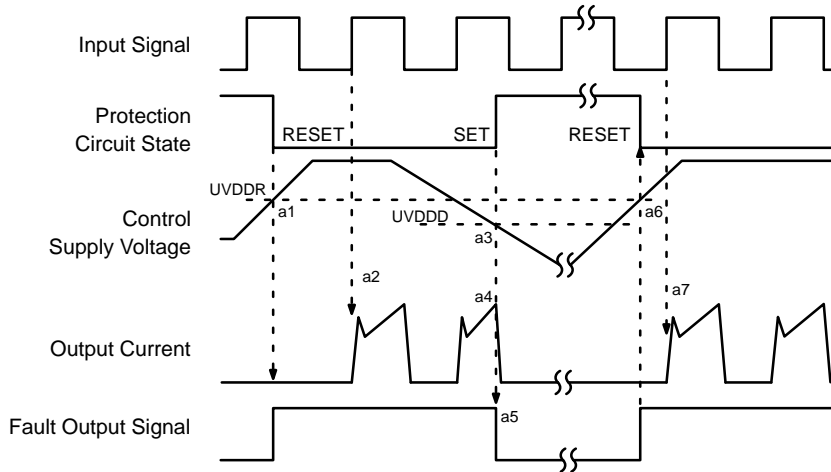 Input Signal
Protection
Circuit State
RESET
SET
RESET
UVDDR
a1
a6
Control
Supply Voltage
UVDDD
a3
a2
a4
a7
Output Current
Fault Output Signal
a5